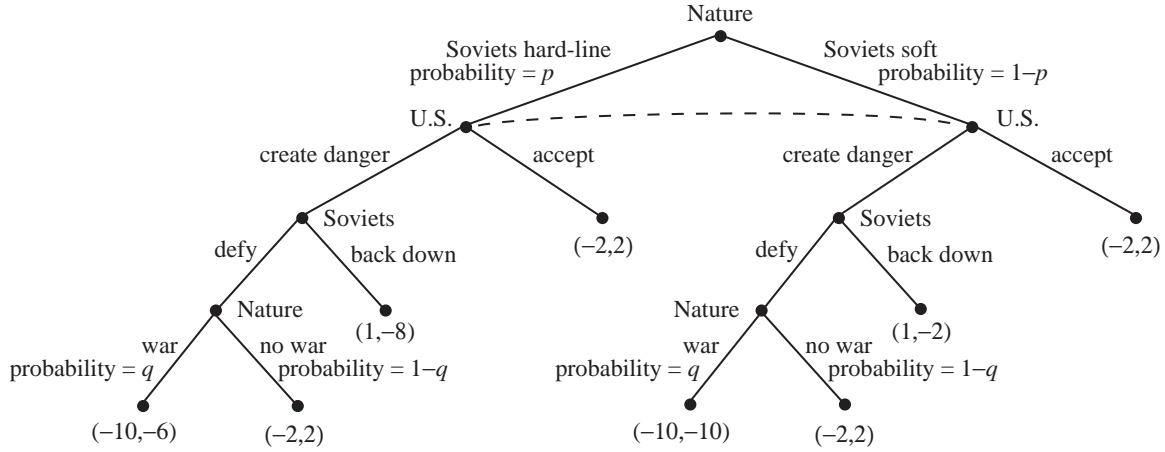 Nature
Soviets hard-line
probability = p
Soviets soft
probability = 1–p
U.S.
U.S.
create danger
accept
create danger
accept
Soviets
(–2,2)
Soviets
(–2,2)
defy
back down
defy
back down
Nature
(1,–8)
Nature
(1,–2)
war
probability = q
no war
probability = 1–q
war
probability = q
no war
probability = 1–q
(–10,–6)
(–2,2)
(–10,–10)
(–2,2)